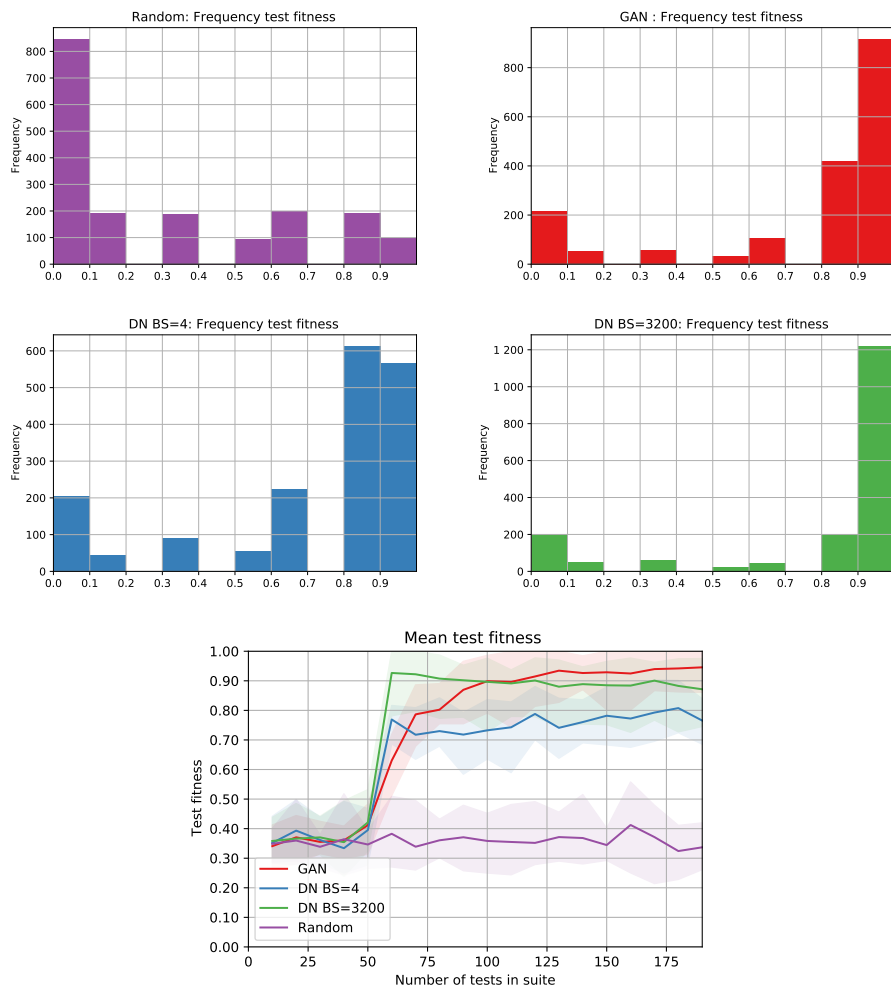 Random: Frequency test fitness
Frequency
800
700
600
500
400
300
200
100
0
0.0 0.1 0.2 0.3 0.4 0.5 0.6 0.7 0.8 0.9
GAN : Frequency test fitness
Frequency
800
600
400
200
0
0.0 0.1 0.2 0.3 0.4 0.5 0.6 0.7 0.8 0.9
DN BS=4: Frequency test fitness
Frequency
600
500
400
300
200
100
0
0.0 0.1 0.2 0.3 0.4 0.5 0.6 0.7 0.8 0.9
DN BS=3200: Frequency test fitness
Frequency
1 200
1 000
800
600
400
200
0
0.0 0.1 0.2 0.3 0.4 0.5 0.6 0.7 0.8 0.9
Mean test fitness
Test fitness
1.00
0.90
0.80
0.70
0.60
0.50
0.40
0.30
0.20
0.10
0.00
GAN
DN BS=4
DN BS=3200
Random
0 25 50 75 100 125 150 175
Number of tests in suite